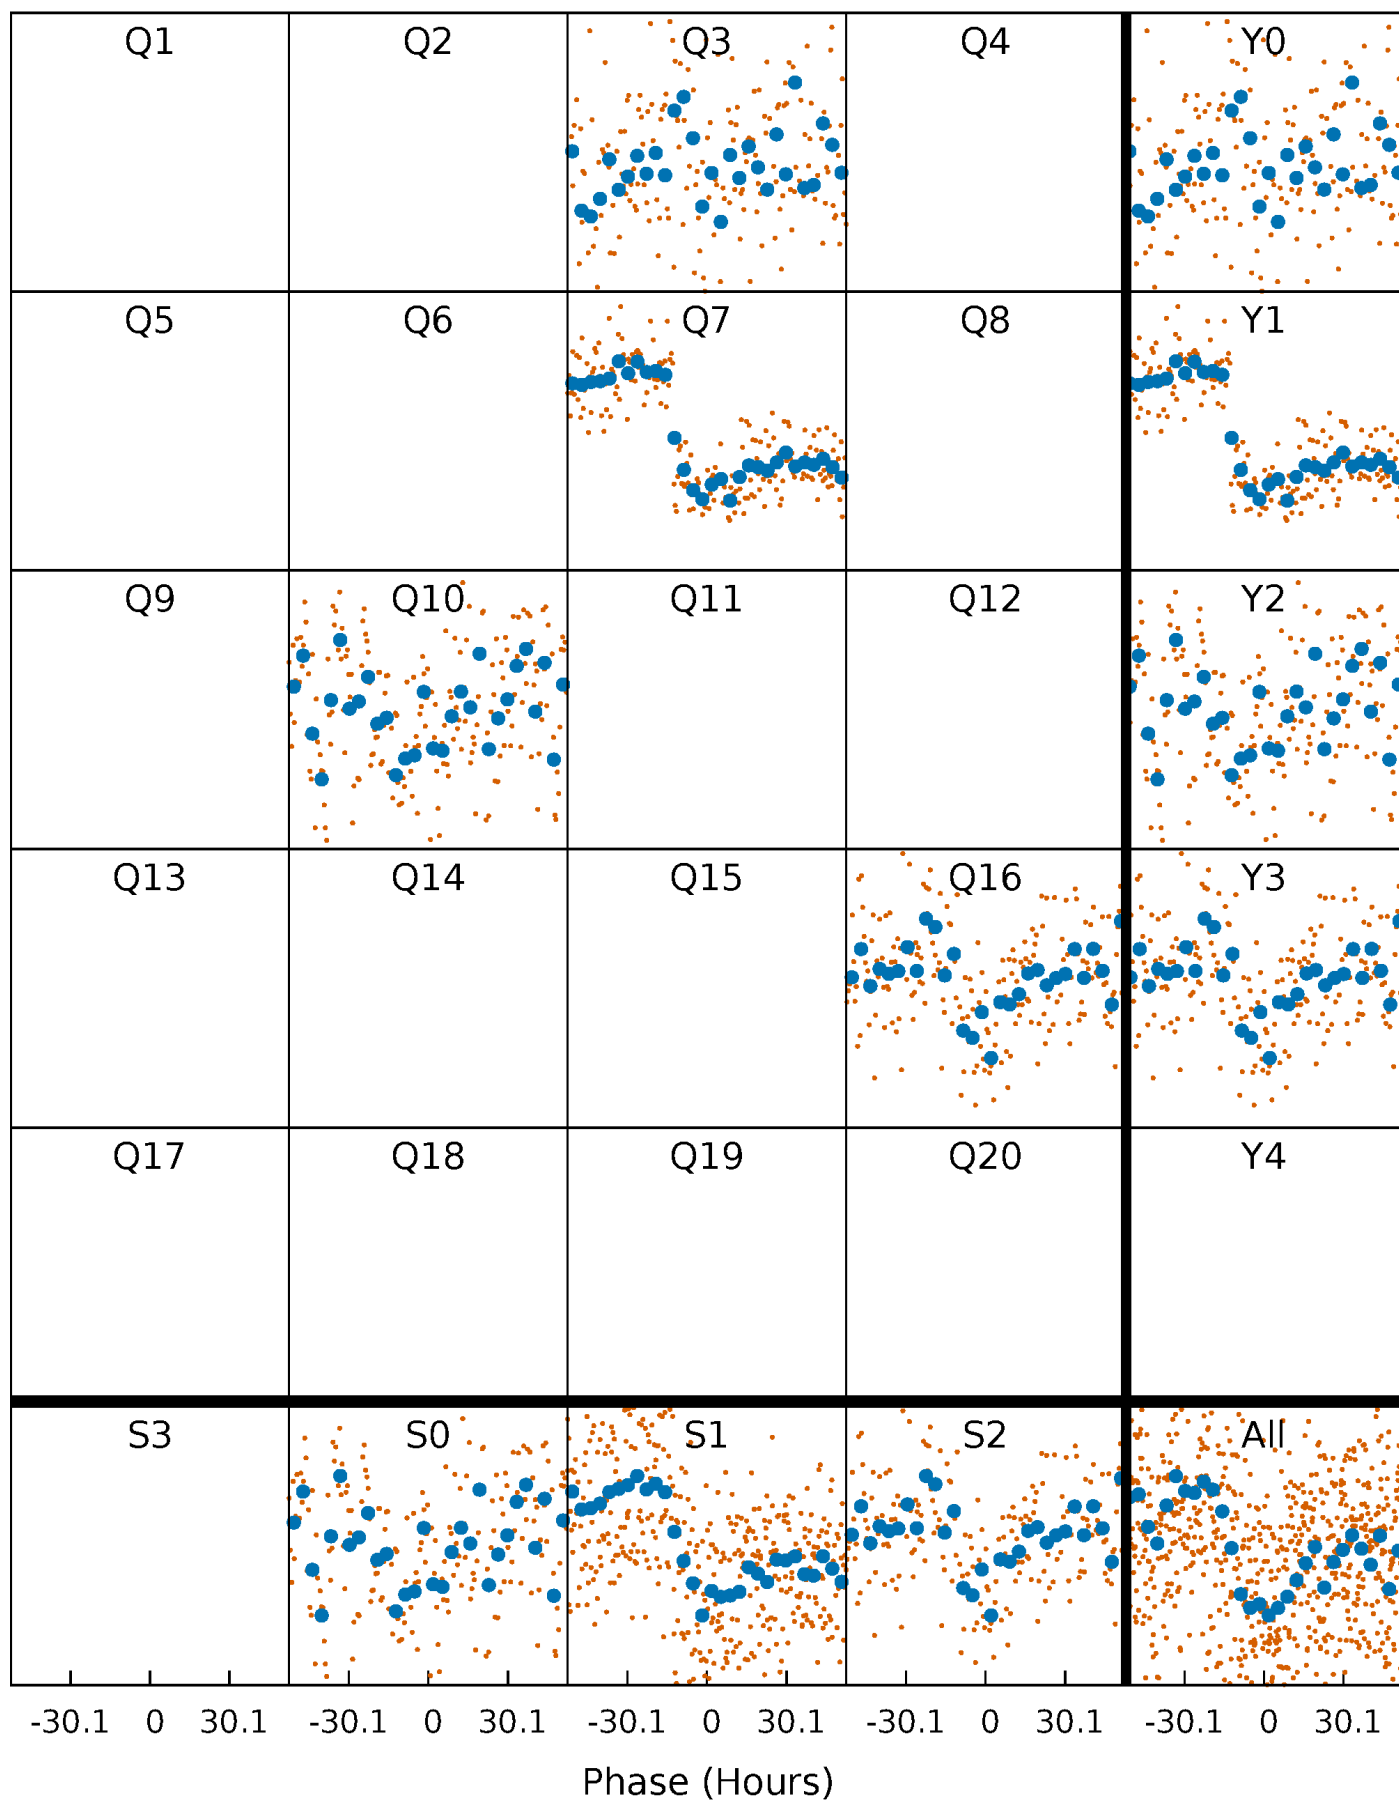 Q1 Q2 Q3 Q4 Y0
Q5 Q6 Q7 Q8 Y1
Q9 Q10 Q11 Q12 Y2
Q13 Q14 Q15 Q16 Y3
Q17 Q18 Q19 Q20 Y4
S3 S0 S1 S2 All
-30.1 0 30.1 -30.1 0 30.1 -30.1 0 30.1 -30.1 0 30.1 -30.1 0 30.1
Phase (Hours)